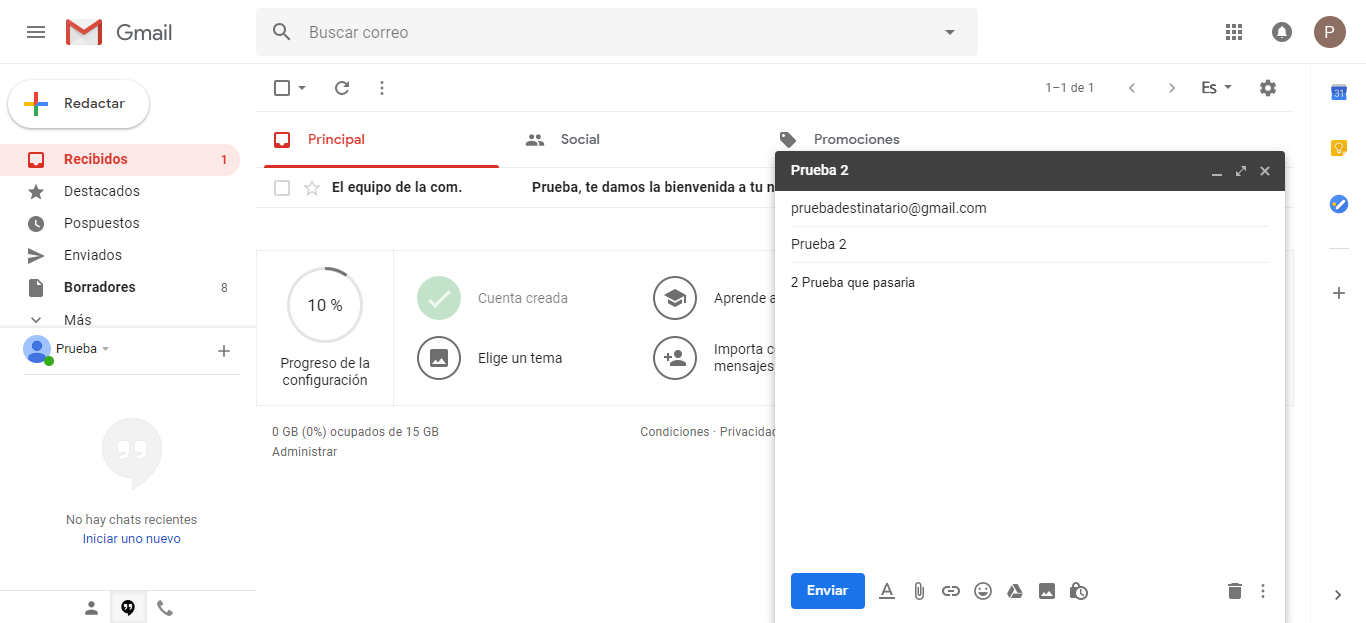 Gmail
Buscar correo
P
Redactar
1–1 de 1
Es
31
Recibidos 1
Destacados
Pospuestos
Enviados
Borradores 8
Más
Prueba
No hay chats recientes
Iniciar uno nuevo
Principal
Social
Promociones
El equipo de la com. Prueba, te damos la bienvenida a tu n
10 %
Progreso de la
configuración
Cuenta creada
Elige un tema
Aprende a
Importa c
mensajes
0 GB (0%) ocupados de 15 GB
Administrar
Condiciones · Privacidad
Prueba 2
pruebadestinatario@gmail.com
Prueba 2
2 Prueba que pasaria
Enviar